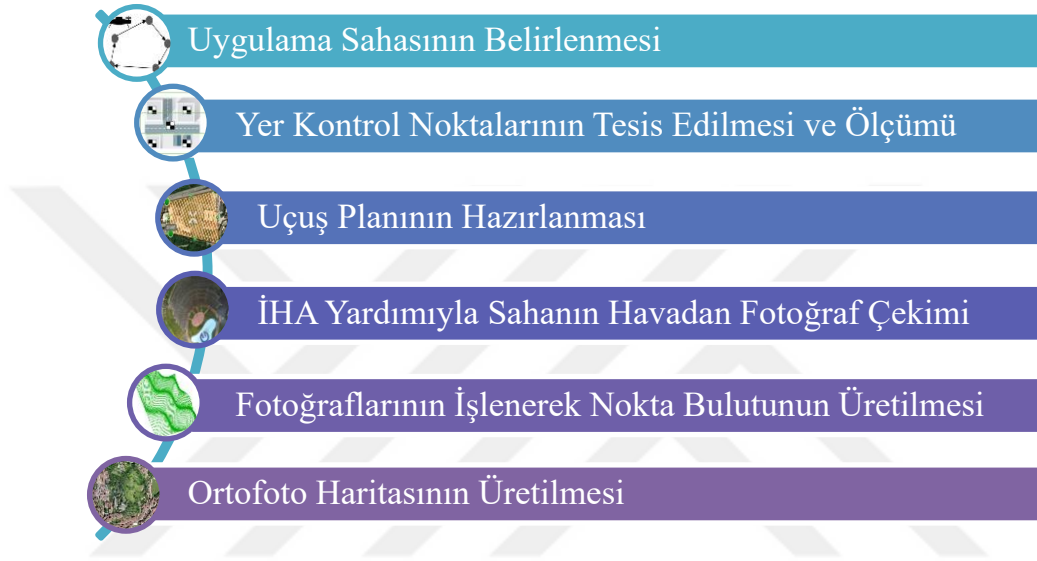 Uygulama Sahasının Belirlenmesi
Yer Kontrol Noktalarının Tesis Edilmesi ve Ölçümü
Uçuş Planının Hazırlanması
İHA Yardımıyla Sahanın Havadan Fotoğraf Çekimi
Fotoğraflarının İşlenerek Nokta Bulutunun Üretilmesi
Ortofoto Haritasının Üretilmesi